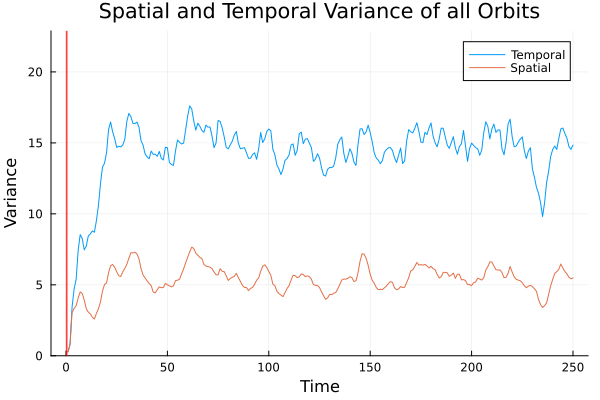 Spatial and Temporal Variance of all Orbits
Temporal
Spatial
Variance
20
15
10
5
0
0
50
100
150
200
250
Time